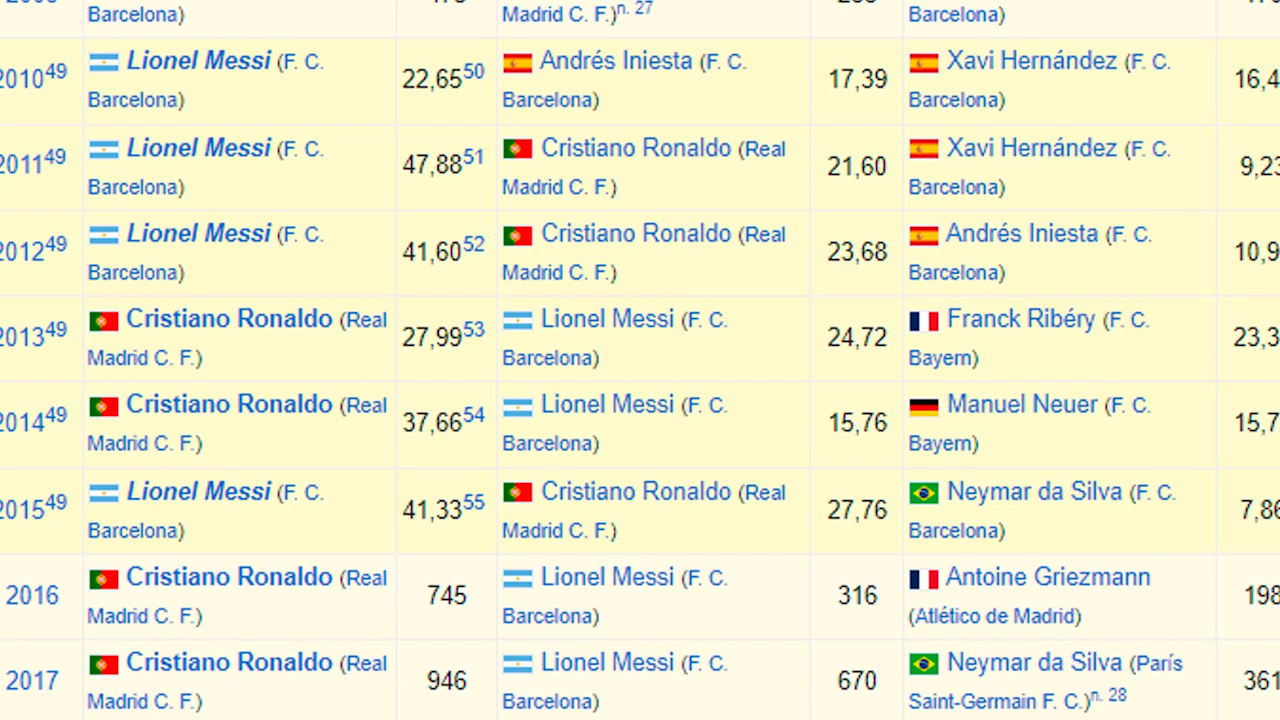 Barcelona) Madrid C. F.)n. 27 Barcelona)
201049 Lionel Messi (F. C. 22,6550 Andrés Iniesta (F. C. 17,39 Xavi Hernández (F. C.
Barcelona) Barcelona) Barcelona)
201149 Lionel Messi (F. C. 47,8851 Cristiano Ronaldo (Real 21,60 Xavi Hernández (F. C.
Barcelona) Madrid C. F.) Barcelona)
201249 Lionel Messi (F. C. 41,6052 Cristiano Ronaldo (Real 23,68 Andrés Iniesta (F. C.
Barcelona) Madrid C. F.) Barcelona)
201349 Cristiano Ronaldo (Real 27,9953 Lionel Messi (F. C. 24,72 Franck Ribéry (F. C.
Madrid C. F.) Barcelona) Bayern)
201449 Cristiano Ronaldo (Real 37,6654 Lionel Messi (F. C. 15,76 Manuel Neuer (F. C.
Madrid C. F.) Barcelona) Bayern)
201549 Lionel Messi (F. C. 41,3355 Cristiano Ronaldo (Real 27,76 Neymar da Silva (F. C.
Barcelona) Madrid C. F.) Barcelona)
2016 Cristiano Ronaldo (Real 745 Lionel Messi (F. C. 316 Antoine Griezmann 198
Madrid C. F.) Barcelona) (Atlético de Madrid)
2017 Cristiano Ronaldo (Real 946 Lionel Messi (F. C. 670 Neymar da Silva (París 361
Madrid C. F.) Barcelona) Saint-Germain F. C.)n. 28